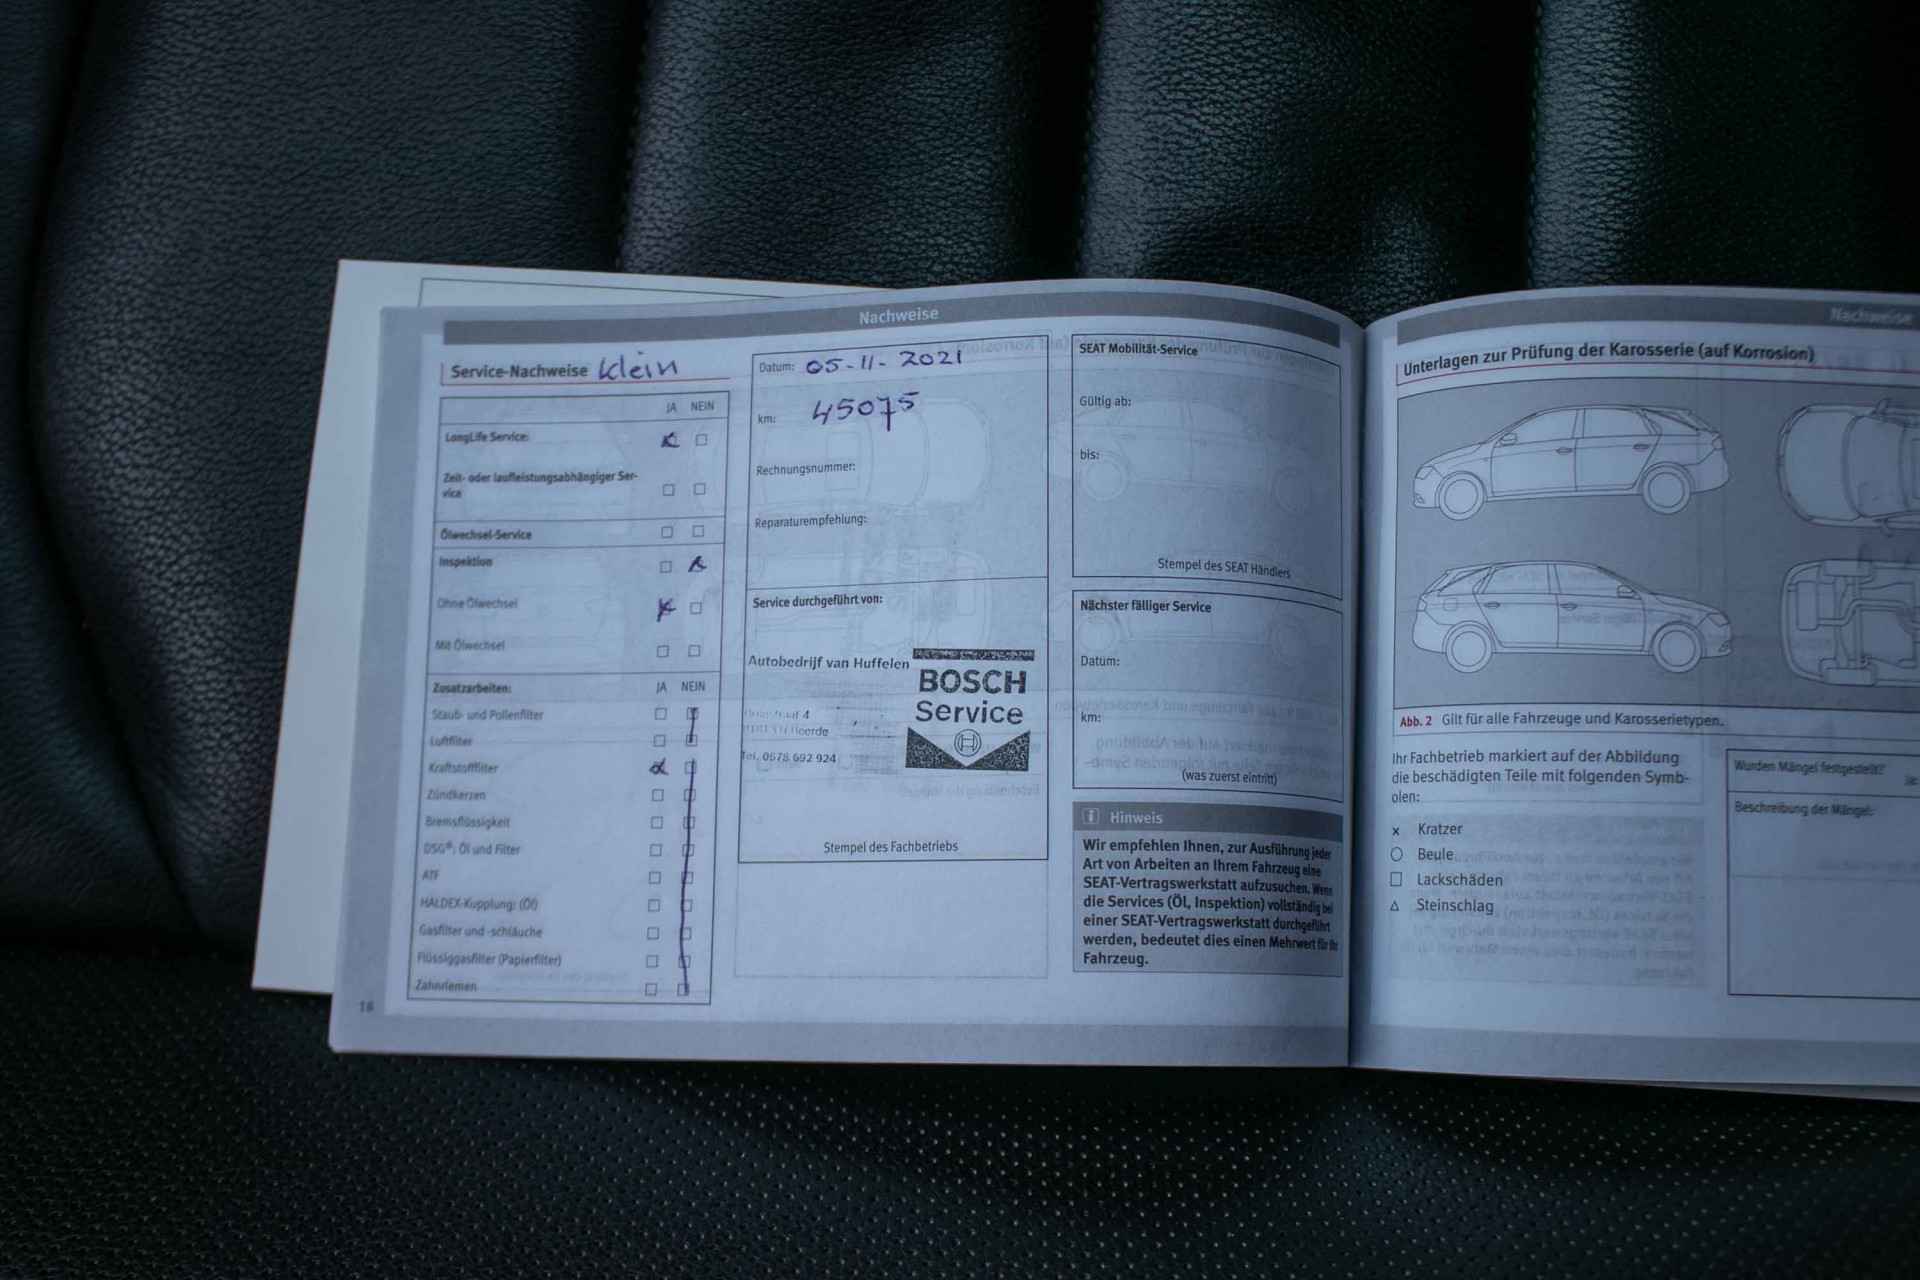 Nachweise
Service-Nachweise klein
JA NEIN
LongLife Service:
Zeit- oder laufleistungsabhängiger Ser-
vice
Ölwechsel-Service
Inspektion
Ohne Ölwechsel
Mit Ölwechsel
Zusatzarbeiten: JA NEIN
Staub- und Pollenfilter
Luftfilter
Kraftstofffilter
Zündkerzen
Bremsflüssigkeit
DSG®: Öl und Filter
ATF
HALDEX-Kupplung: (Öl)
Gasfilter und -schläuche
Flüssiggasfilter (Papierfilter)
Zahnriemen
18
Datum: 05-11-2021
km: 45075
Rechnungsnummer:
Reparaturempfehlung:
Service durchgeführt von:
Autobedrijf van Huffelen
BOSCH
Service
4
Heerde
Tel. 0578 692 924
Stempel des Fachbetriebs
SEAT Mobilität-Service
Gültig ab:
bis:
Stempel des SEAT Händlers
Nächster fälliger Service
Datum:
km:
(was zuerst eintritt)
i Hinweis
Wir empfehlen Ihnen, zur Ausführung jeder
Art von Arbeiten an Ihrem Fahrzeug eine
SEAT-Vertragswerkstatt aufzusuchen. Wenn
die Services (Öl, Inspektion) vollständig bei
einer SEAT-Vertragswerkstatt durchgeführt
werden, bedeutet dies einen Mehrwert für Ihr
Fahrzeug.
Nachweise
Unterlagen zur Prüfung der Karosserie (auf Korrosion)
Abb. 2 Gilt für alle Fahrzeuge und Karosserietypen.
Ihr Fachbetrieb markiert auf der Abbildung
die beschädigten Teile mit folgenden Symb-
olen:
x Kratzer
○ Beule
□ Lackschäden
△ Steinschlag
Wurden Mängel festgestellt?
Beschreibung der Mängel: